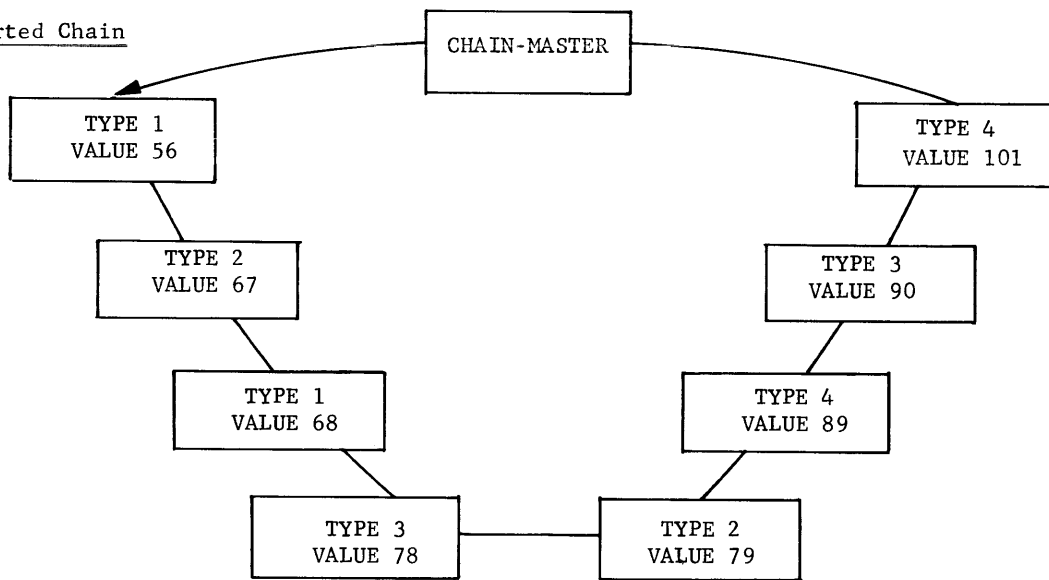 rted Chain
CHAIN-MASTER
TYPE 1
VALUE 56
TYPE 4
VALUE 101
TYPE 2
VALUE 67
TYPE 3
VALUE 90
TYPE 1
VALUE 68
TYPE 4
VALUE 89
TYPE 3
VALUE 78
TYPE 2
VALUE 79